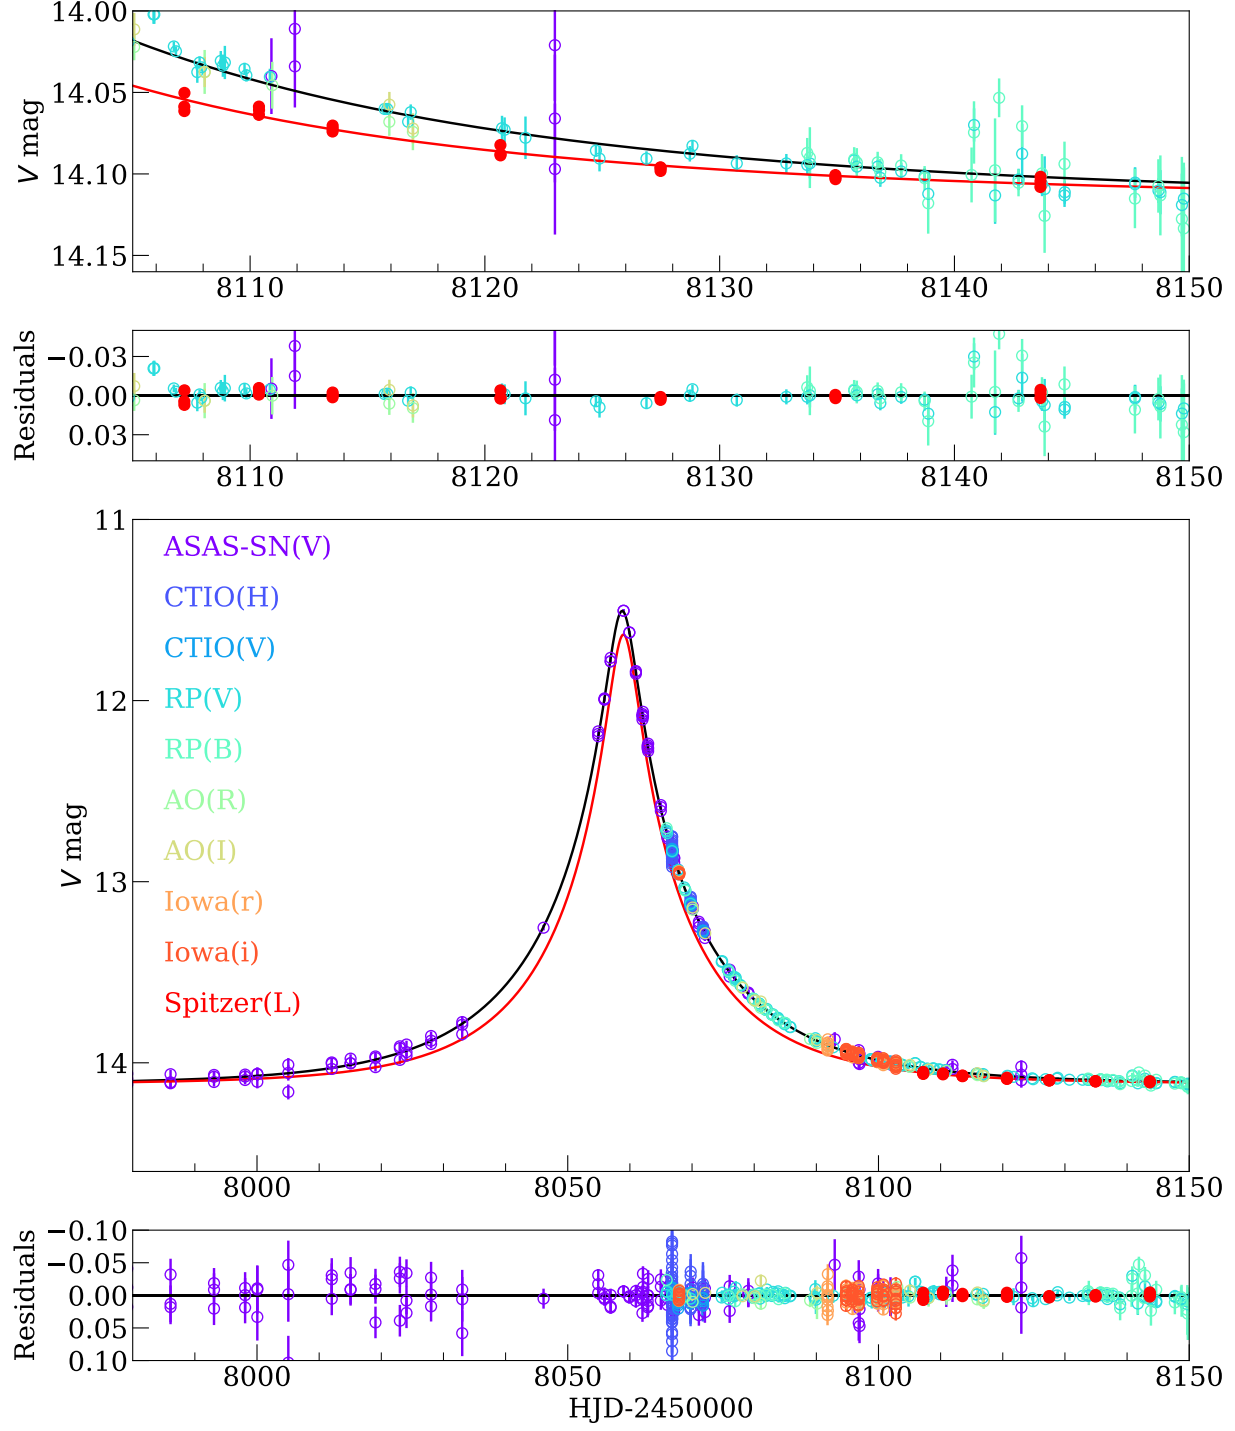 14.00
14.05
14.10
14.15
V mag
8110 8120 8130 8140 8150
−0.03
0.00
0.03
Residuals
8110 8120 8130 8140 8150
11
12
13
14
V mag
ASAS-SN(V)
CTIO(H)
CTIO(V)
RP(V)
RP(B)
AO(R)
AO(I)
Iowa(r)
Iowa(i)
Spitzer(L)
8000 8050 8100 8150
−0.10
−0.05
0.00
0.05
0.10
Residuals
8000 8050 8100 8150
HJD-2450000